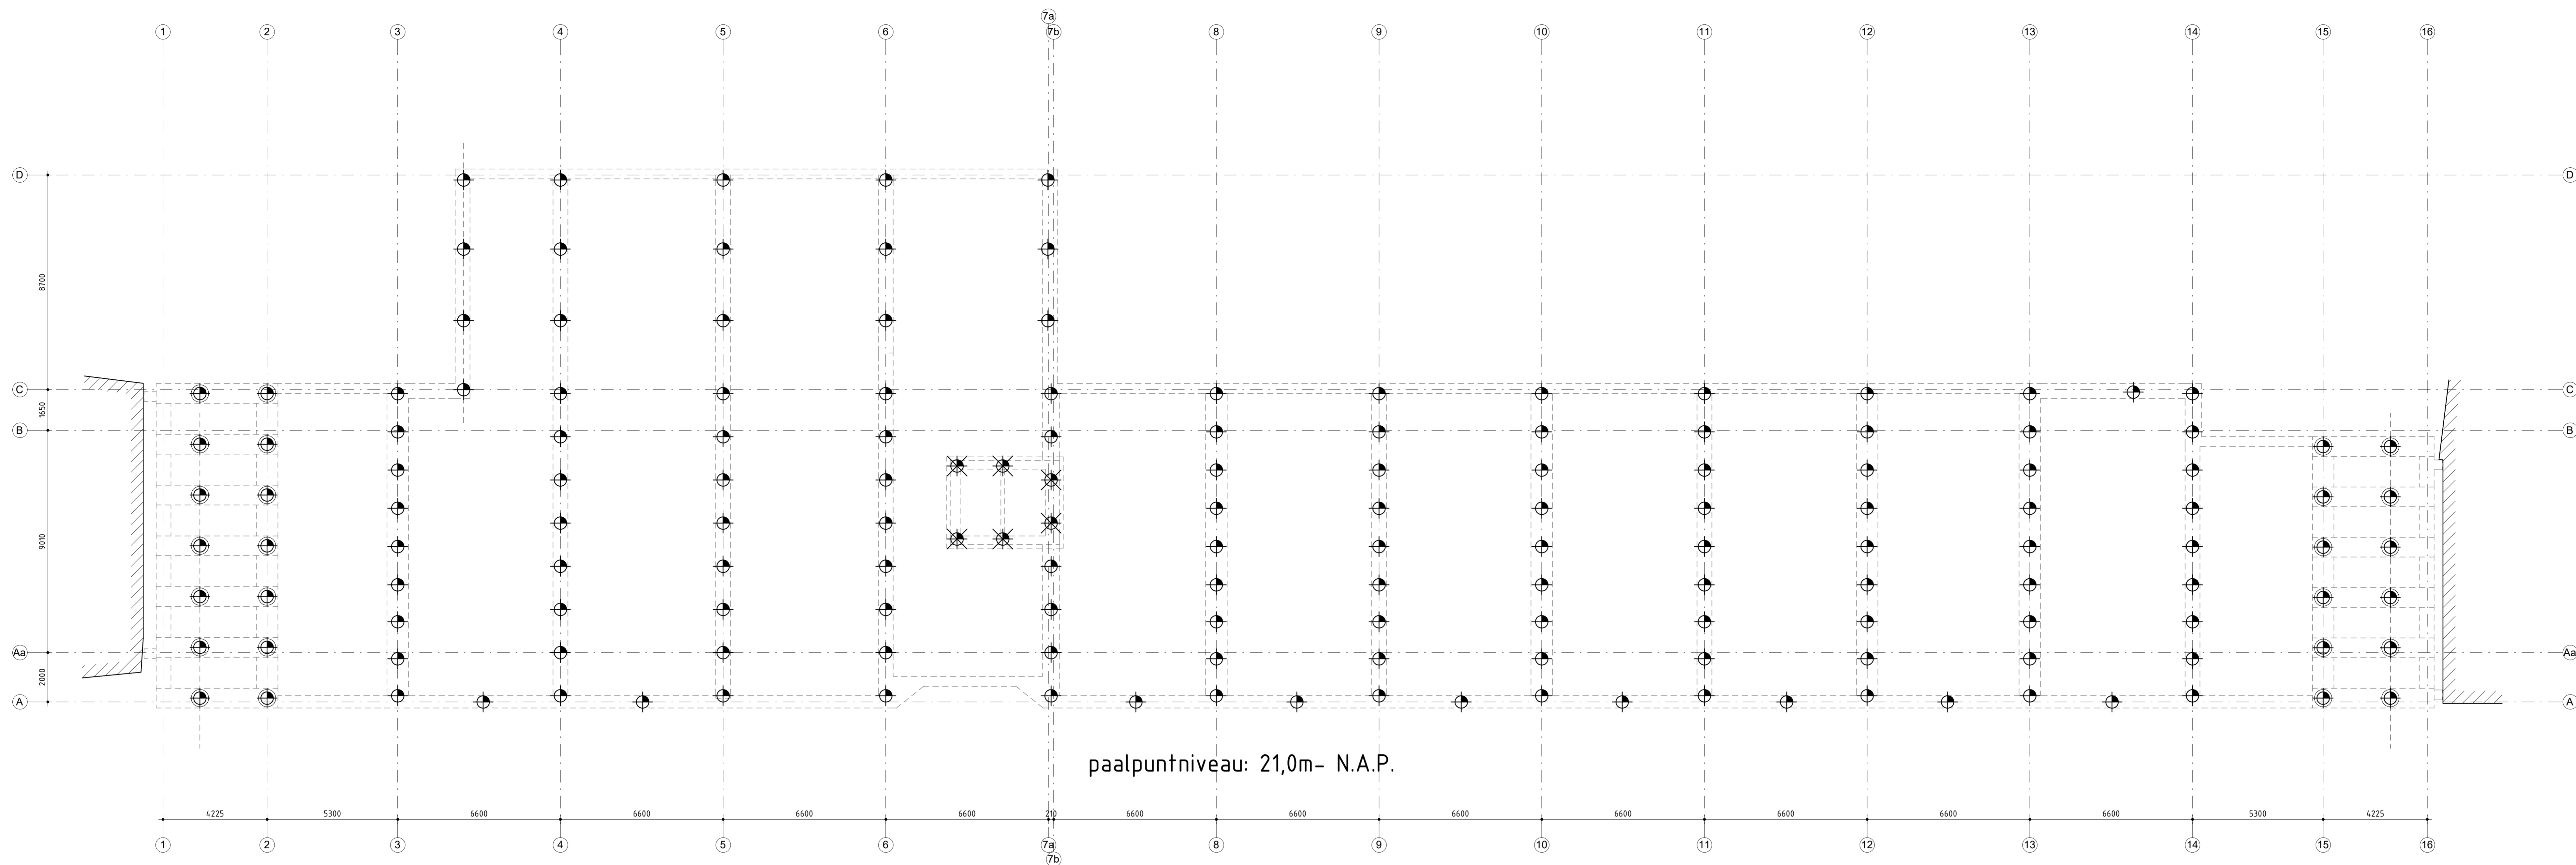 7a
1 2 3 4 5 6 7b 8 9 10 11 12 13 14 15 16
D D
8700
C C
1650
B B
9010
Aa Aa
2000
A A
paalpuntniveau: 21,0m- N.A.P.
4225 5300 6600 6600 6600 6600 210 6600 6600 6600 6600 6600 6600 6600 5300 4225
1 2 3 4 5 6 7a 8 9 10 11 12 13 14 15 16
7b